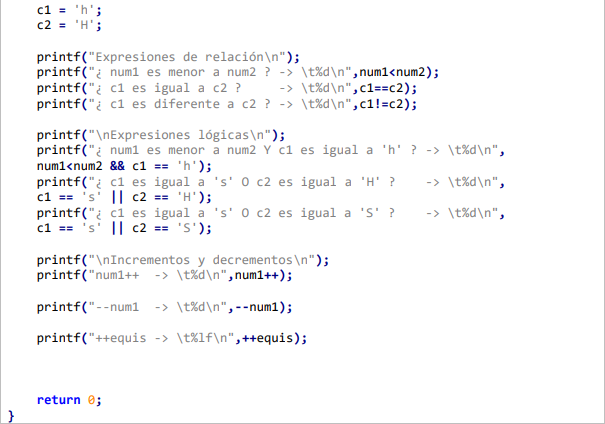 c1 = 'h';
c2 = 'H';
printf("Expresiones de relación\n");
printf("¿ num1 es menor a num2 ? -> \t%d\n",num1<num2);
printf("¿ c1 es igual a c2 ?     -> \t%d\n",c1==c2);
printf("¿ c1 es diferente a c2 ? -> \t%d\n",c1!=c2);
printf("\nExpresiones lógicas\n");
printf("¿ num1 es menor a num2 Y c1 es igual a 'h' ? -> \t%d\n",
num1<num2 && c1 == 'h');
printf("¿ c1 es igual a 's' O c2 es igual a 'H' ?    -> \t%d\n",
c1 == 's' || c2 == 'H');
printf("¿ c1 es igual a 's' O c2 es igual a 'S' ?    -> \t%d\n",
c1 == 's' || c2 == 'S');
printf("\nIncrementos y decrementos\n");
printf("num1++  -> \t%d\n",num1++);
printf("--num1  -> \t%d\n",--num1);
printf("++equis -> \t%lf\n",++equis);
return 0;
}